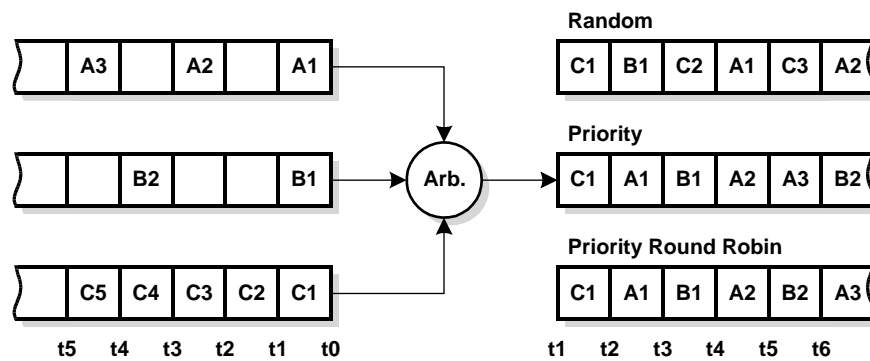 Random
A3 A2 A1
C1 B1 C2 A1 C3 A2
Priority
B2 B1
Arb.
C1 A1 B1 A2 A3 B2
Priority Round Robin
C5 C4 C3 C2 C1
C1 A1 B1 A2 B2 A3
t5 t4 t3 t2 t1 t0
t1 t2 t3 t4 t5 t6